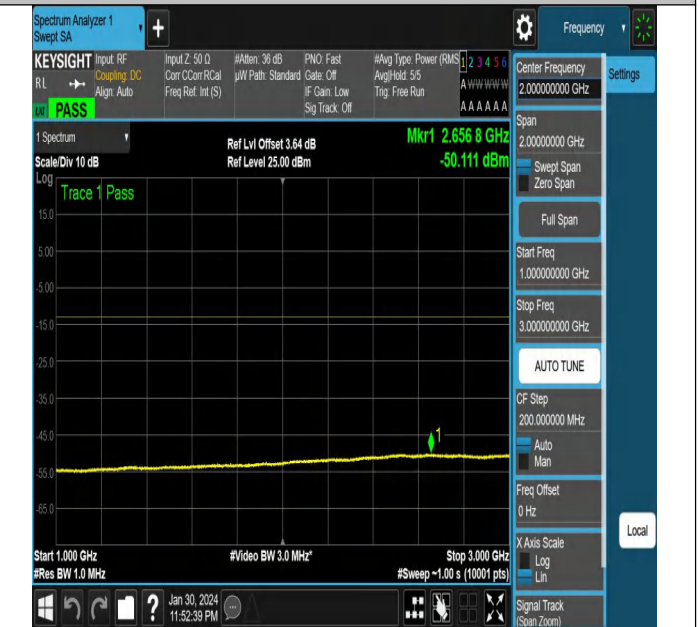 Spectrum Analyzer 1
Swept SA
+
Frequency
KEYSIGHT
RL
LXI
PASS
Input: RF
Coupling: DC
Align: Auto
Input Z: 50 Ω
Corr CCorr RCal
Freq Ref: Int (S)
#Atten: 36 dB
µW Path: Standard
PNO: Fast
Gate: Off
IF Gain: Low
Sig Track: Off
#Avg Type: Power (RMS
Avg|Hold: 5/5
Trig: Free Run
1 2 3 4 5 6
A W W W W W
A A A A A A
1 Spectrum
Scale/Div 10 dB
Ref Lvl Offset 3.64 dB
Ref Level 25.00 dBm
Mkr1 2.656 8 GHz
-50.111 dBm
Log
Trace 1 Pass
15.0
5.00
-5.00
-15.0
-25.0
-35.0
-45.0
-55.0
-65.0
1
Start 1.000 GHz
#Res BW 1.0 MHz
#Video BW 3.0 MHz*
Stop 3.000 GHz
#Sweep ~1.00 s (10001 pts)
?
Jan 30, 2024
11:52:39 PM
Center Frequency
2.000000000 GHz
Span
2.00000000 GHz
Swept Span
Zero Span
Full Span
Start Freq
1.000000000 GHz
Stop Freq
3.000000000 GHz
AUTO TUNE
CF Step
200.000000 MHz
Auto
Man
Freq Offset
0 Hz
X Axis Scale
Log
Lin
Signal Track
(Span Zoom)
Settings
Local